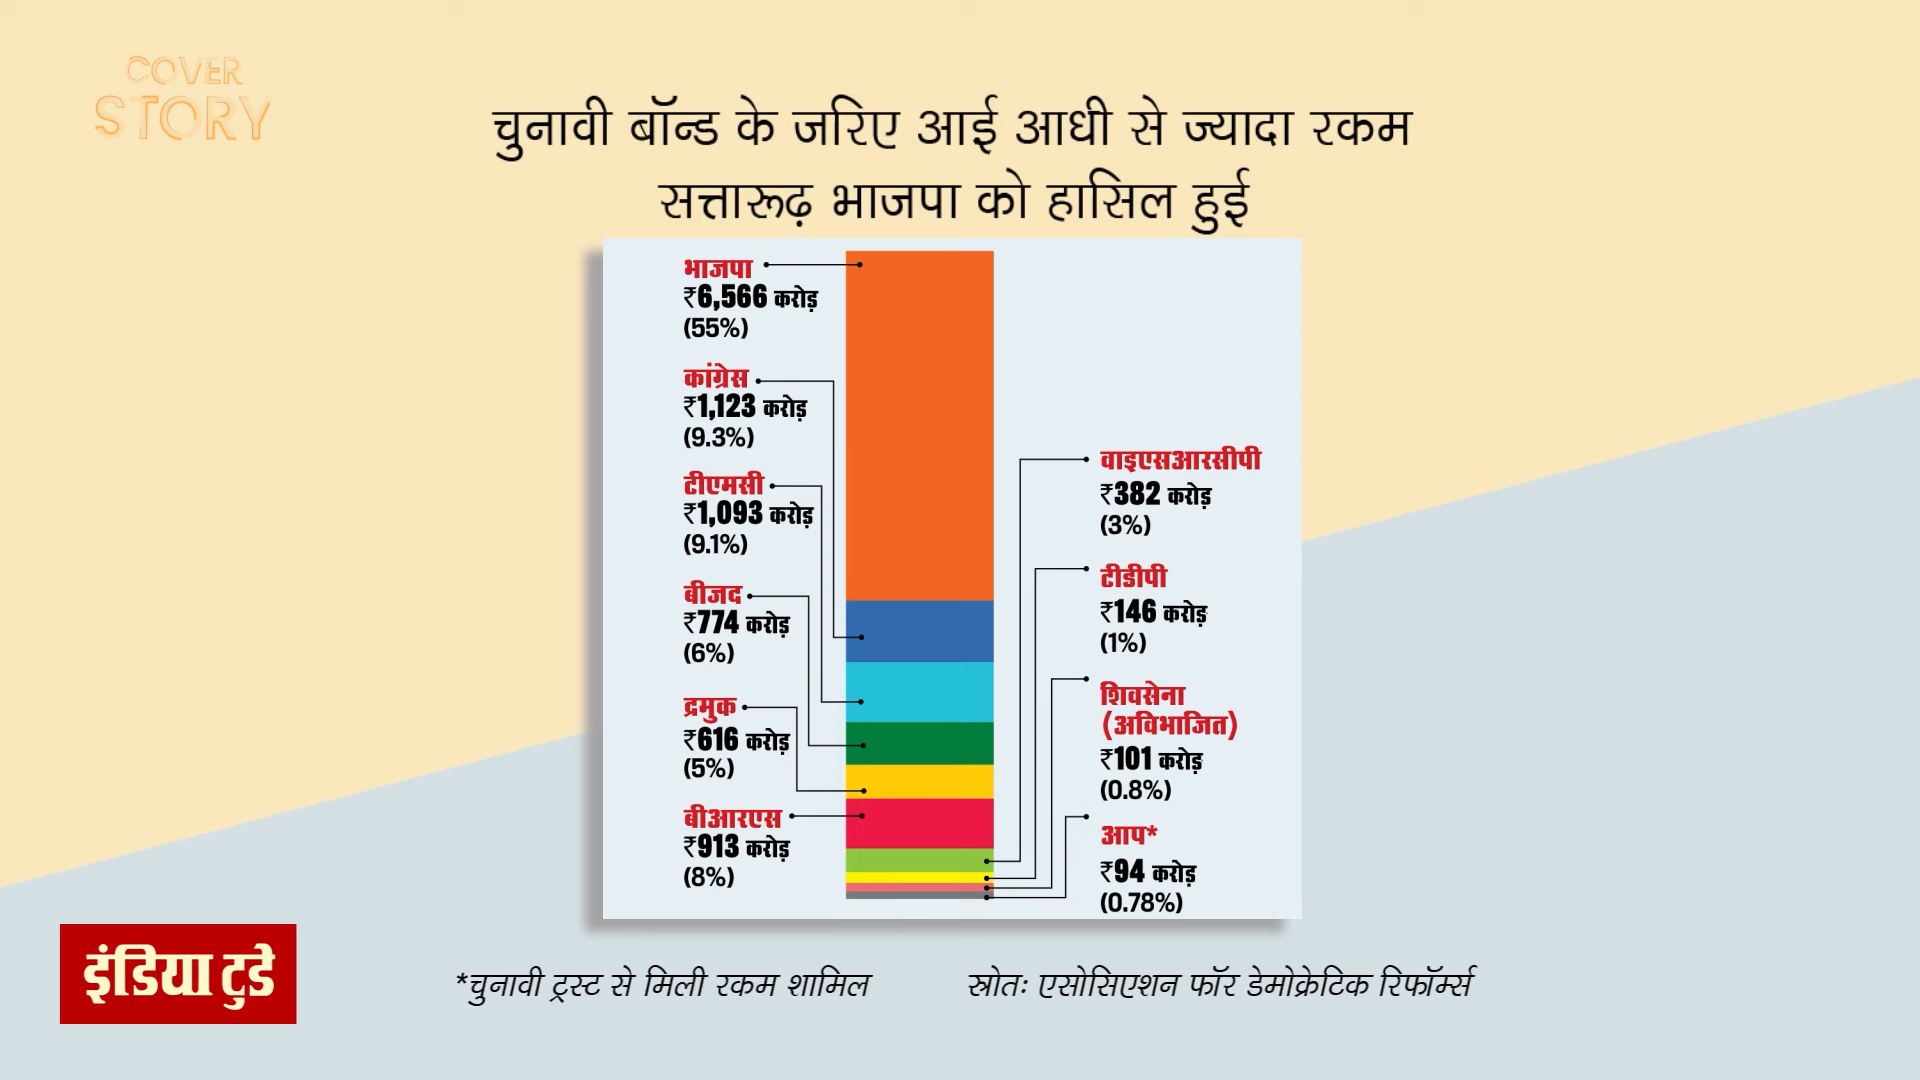 COVER
STORY
चुनावी बॉन्ड के जरिए आई आधी से ज्यादा रकम
सत्तारूढ़ भाजपा को हासिल हुई
भाजपा
₹6,566 करोड़
(55%)
कांग्रेस
₹1,123 करोड़
(9.3%)
टीएमसी
₹1,093 करोड़
(9.1%)
बीजद
₹774 करोड़
(6%)
द्रमुक
₹616 करोड़
(5%)
बीआरएस
₹913 करोड़
(8%)
वाइएसआरसीपी
₹382 करोड़
(3%)
टीडीपी
₹146 करोड़
(1%)
शिवसेना
(अविभाजित)
₹101 करोड़
(0.8%)
आप*
₹94 करोड़
(0.78%)
इंडिया टुडे
*चुनावी ट्रस्ट से मिली रकम शामिल
स्रोतः एसोसिएशन फॉर डेमोक्रेटिक रिफॉर्म्स